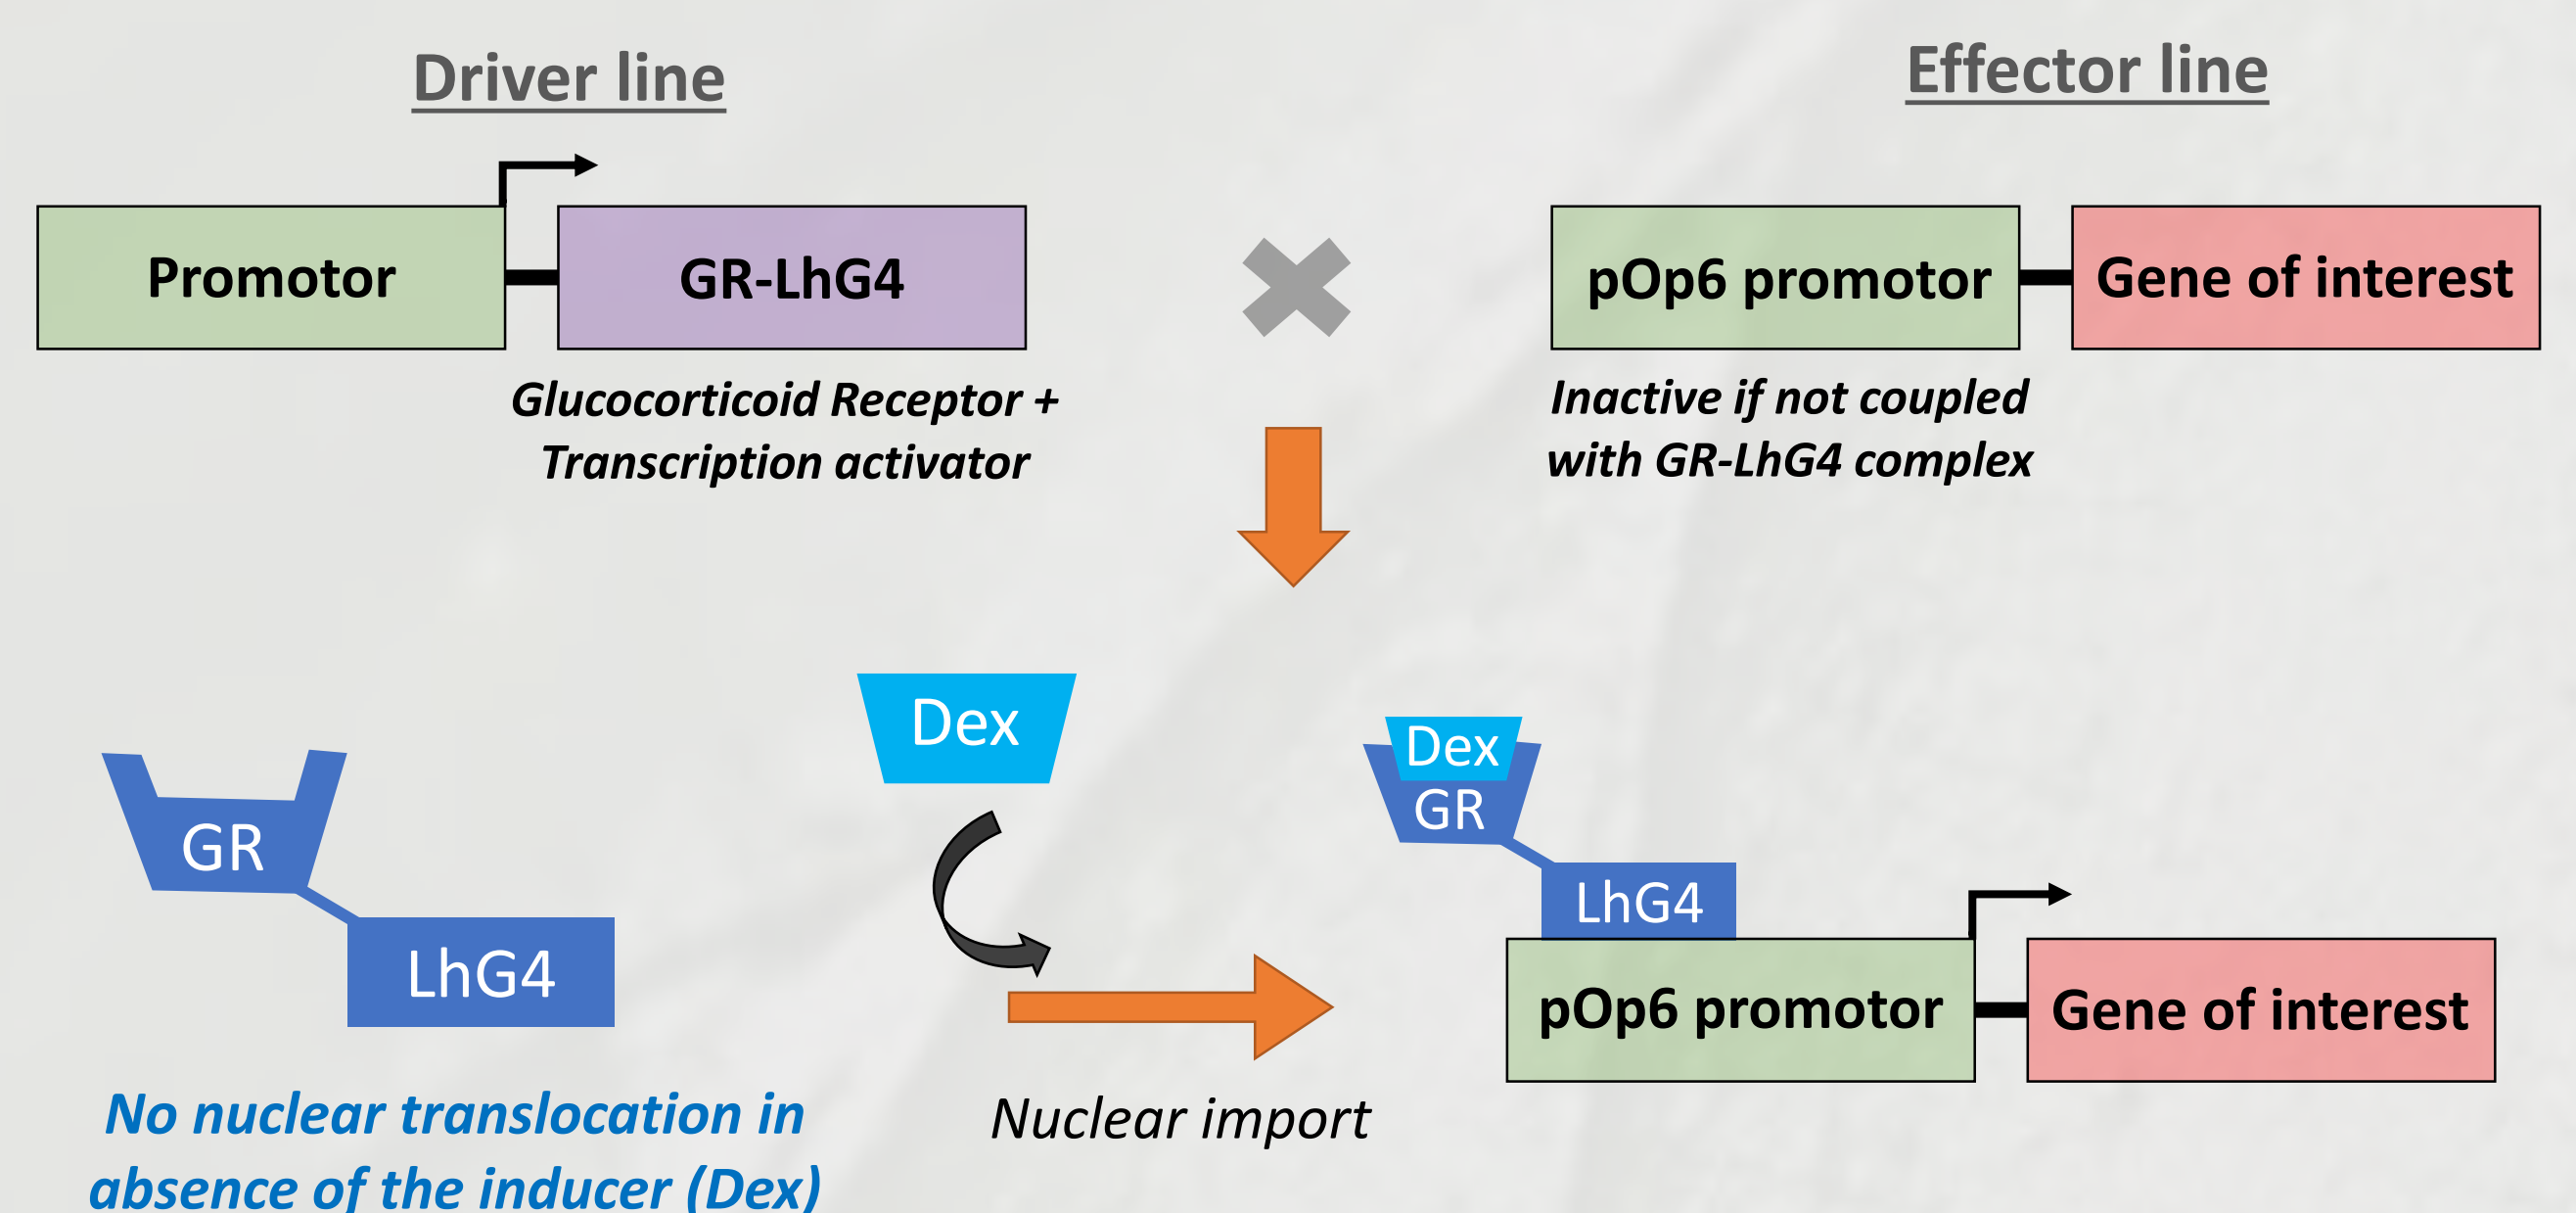 Driver line
Effector line
Promotor
GR-LhG4
pOp6 promotor
Gene of interest
Glucocorticoid Receptor +
Transcription activator
Inactive if not coupled
with GR-LhG4 complex
Dex
GR
LhG4
Dex
GR
LhG4
pOp6 promotor
Gene of interest
No nuclear translocation in
absence of the inducer (Dex)
Nuclear import